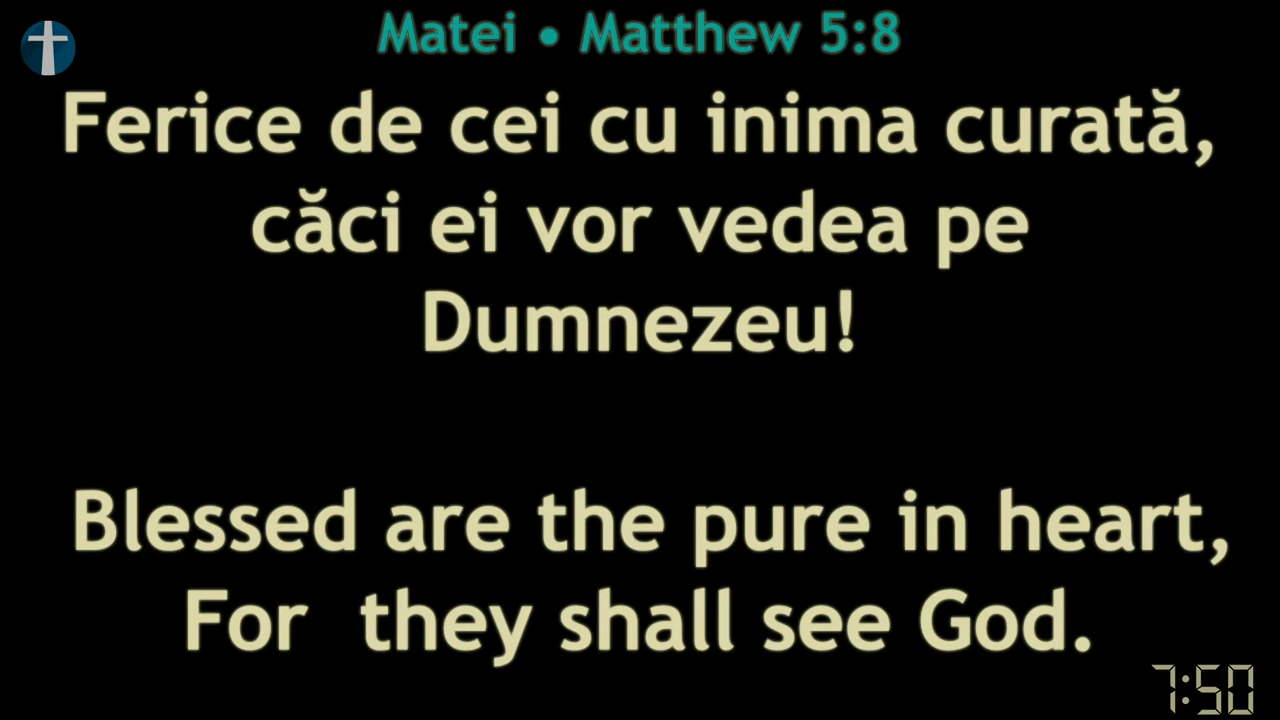 Matei • Matthew 5:8
Ferice de cei cu inima curată,
căci ei vor vedea pe
Dumnezeu!
Blessed are the pure in heart,
For  they shall see God.
7:50